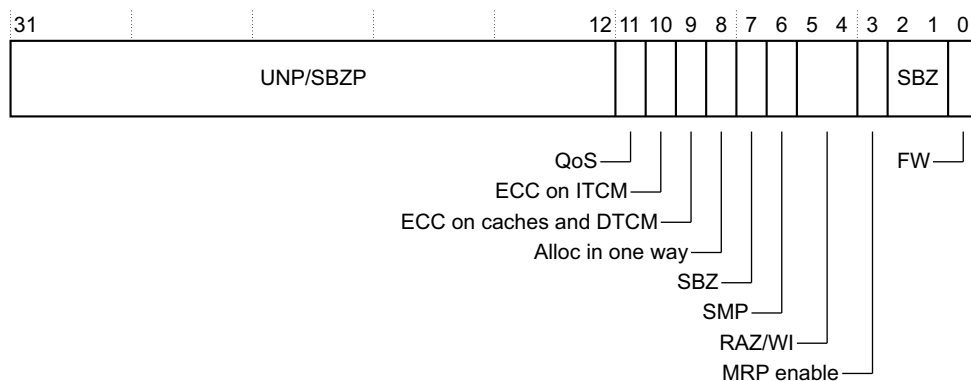 31 12 11 10 9 8 7 6 5 4 3 2 1 0
UNP/SBZP SBZ
QoS FW
ECC on ITCM
ECC on caches and DTCM
Alloc in one way
SBZ
SMP
RAZ/WI
MRP enable